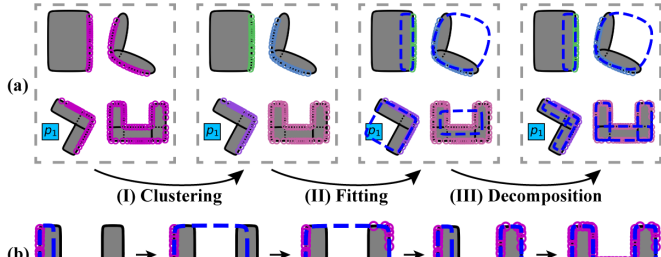 (a)
p₁ p₁ p₁ p₁
(I) Clustering (II) Fitting (III) Decomposition
(b)